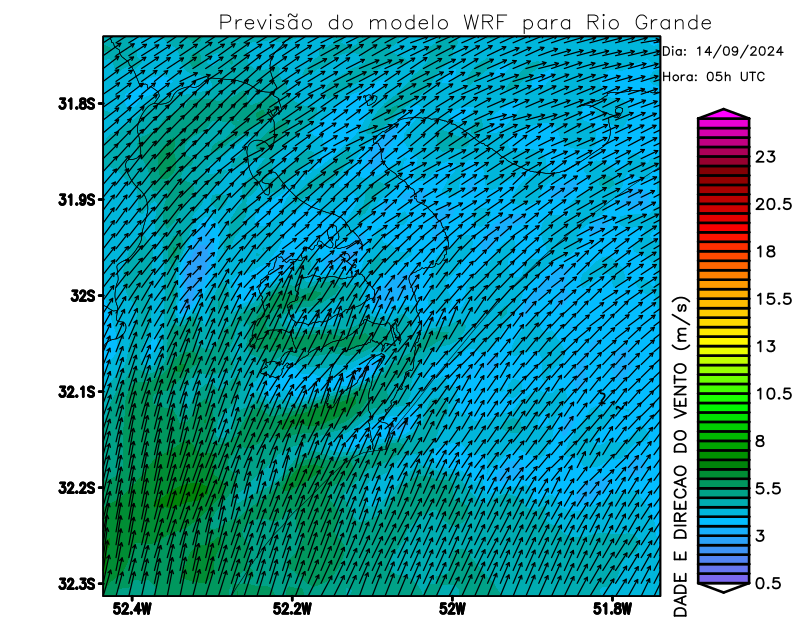 Previsão do modelo WRF para Rio Grande
Dia: 14/09/2024
Hora: 05h UTC
31.8S
31.9S
32S
32.1S
32.2S
32.3S
52.4W
52.2W
52W
51.8W
23
20.5
18
15.5
13
10.5
8
5.5
3
0.5
DADE E DIRECAO DO VENTO (m/s)